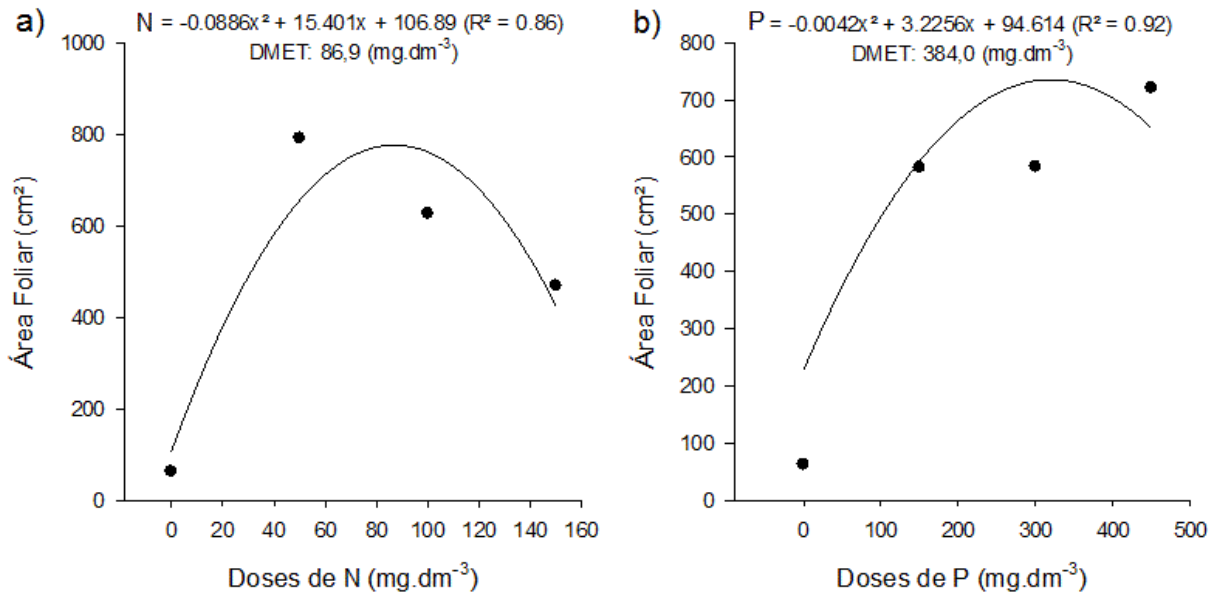 a)
N = -0.0886x² + 15.401x + 106.89 (R² = 0.86)
DMET: 86,9 (mg.dm⁻³)
1000
800
600
400
200
0
Área Foliar (cm²)
0 20 40 60 80 100 120 140 160
Doses de N (mg.dm⁻³)
b)
P = -0.0042x² + 3.2256x + 94.614 (R² = 0.92)
DMET: 384,0 (mg.dm⁻³)
800
700
600
500
400
300
200
100
0
Área Foliar (cm²)
0 100 200 300 400 500
Doses de P (mg.dm⁻³)